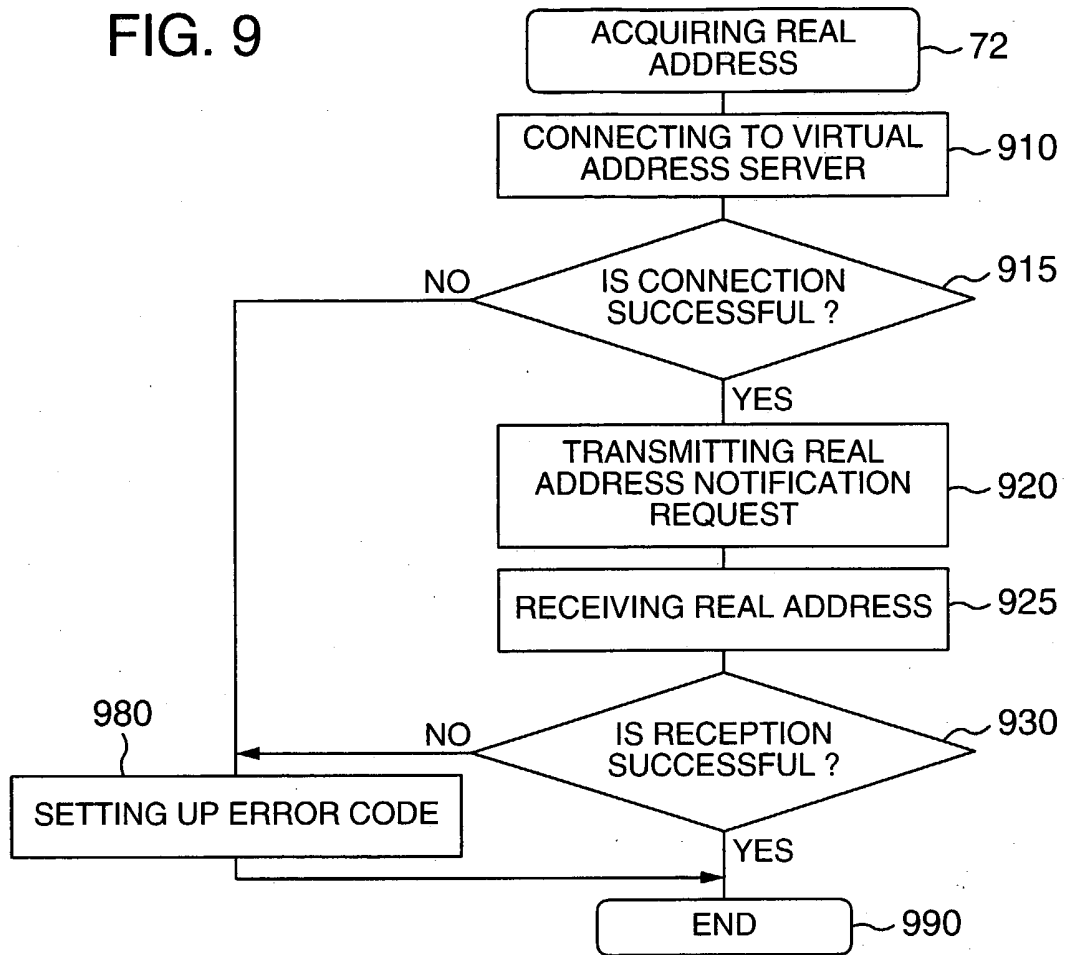 FIG. 9
ACQUIRING REAL
ADDRESS
72
CONNECTING TO VIRTUAL
ADDRESS SERVER
910
IS CONNECTION
SUCCESSFUL ?
915
NO
YES
TRANSMITTING REAL
ADDRESS NOTIFICATION
REQUEST
920
RECEIVING REAL ADDRESS
925
IS RECEPTION
SUCCESSFUL ?
930
NO
980
SETTING UP ERROR CODE
YES
END
990